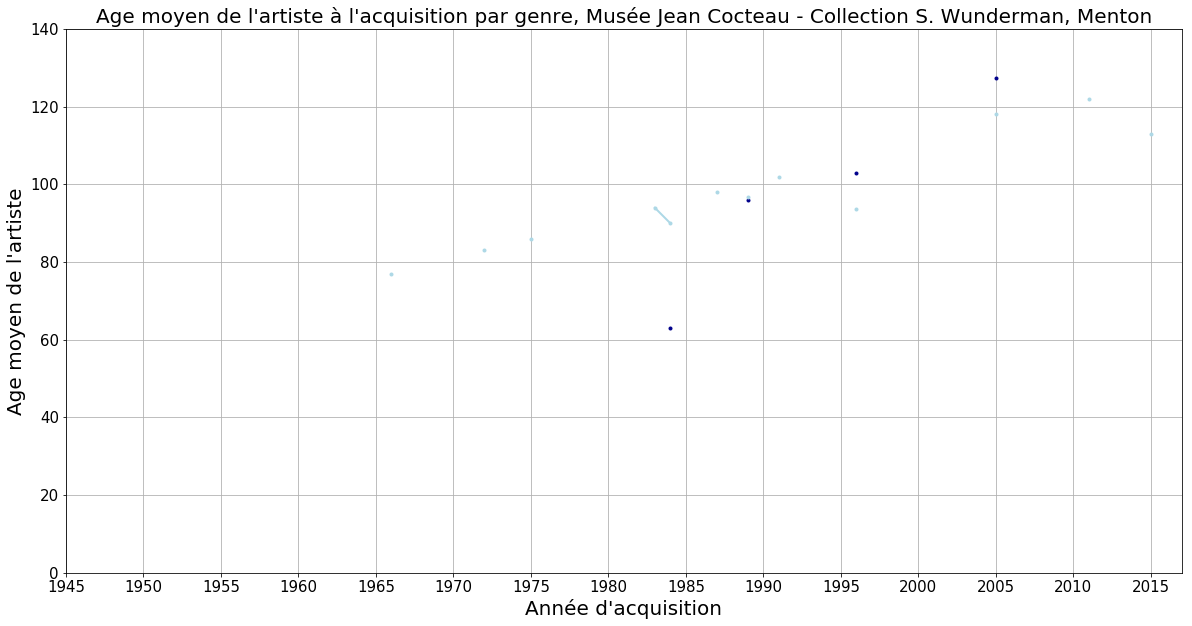 Age moyen de l'artiste à l'acquisition par genre, Musée Jean Cocteau - Collection S. Wunderman, Menton
140
120
100
80
60
40
20
0
Age moyen de l'artiste
1945 1950 1955 1960 1965 1970 1975 1980 1985 1990 1995 2000 2005 2010 2015
Année d'acquisition